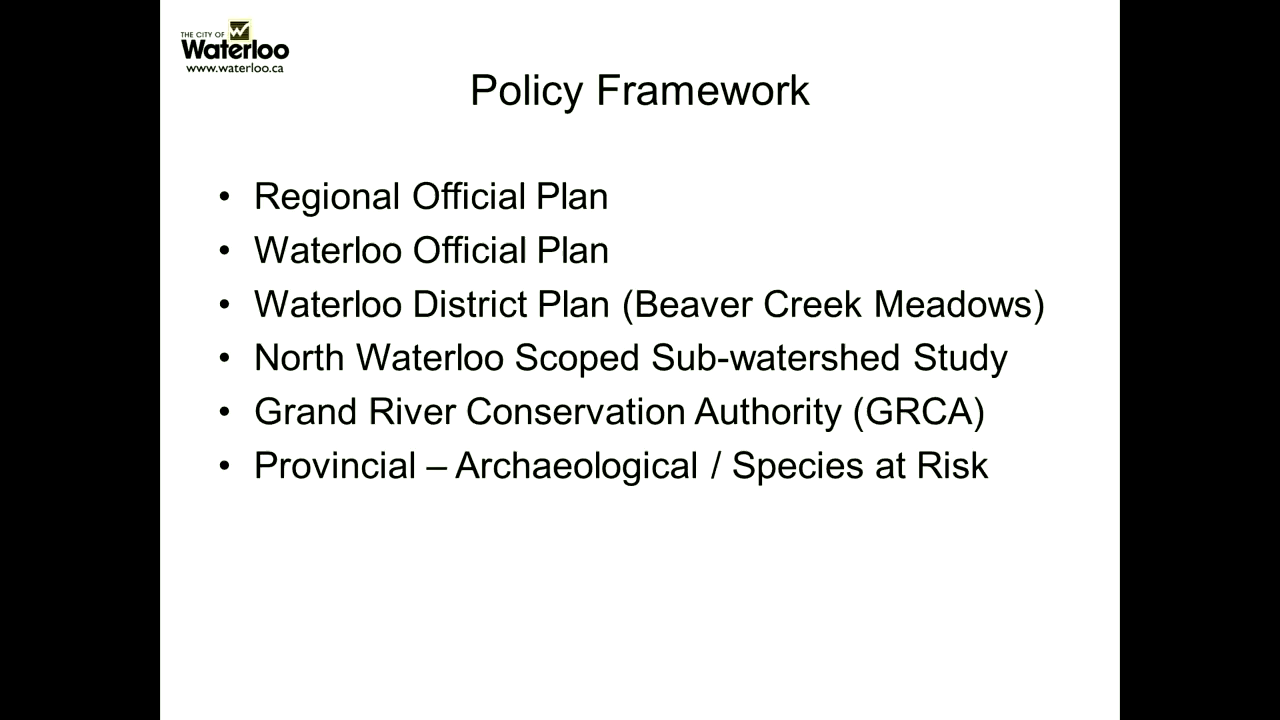 THE CITY OF
Waterloo
www.waterloo.ca
Policy Framework
• Regional Official Plan
• Waterloo Official Plan
• Waterloo District Plan (Beaver Creek Meadows)
• North Waterloo Scoped Sub-watershed Study
• Grand River Conservation Authority (GRCA)
• Provincial – Archaeological / Species at Risk